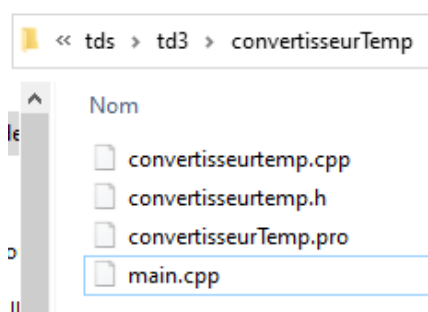 « tds > td3 > convertisseurTemp
Nom
convertisseurtemp.cpp
convertisseurtemp.h
convertisseurTemp.pro
main.cpp